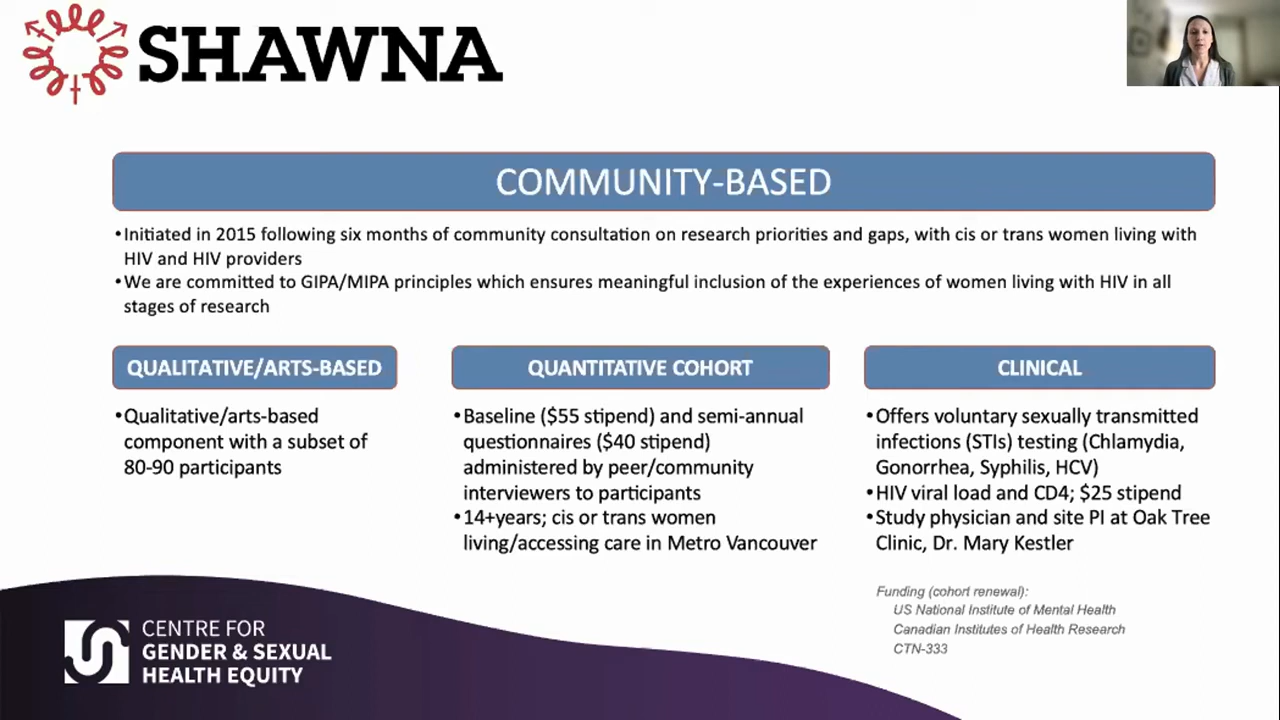 SHAWNA
COMMUNITY-BASED
•Initiated in 2015 following six months of community consultation on research priorities and gaps, with cis or trans women living with
HIV and HIV providers
•We are committed to GIPA/MIPA principles which ensures meaningful inclusion of the experiences of women living with HIV in all
stages of research
QUALITATIVE/ARTS-BASED
•Qualitative/arts-based
component with a subset of
80-90 participants
QUANTITATIVE COHORT
•Baseline ($55 stipend) and semi-annual
questionnaires ($40 stipend)
administered by peer/community
interviewers to participants
•14+years; cis or trans women
living/accessing care in Metro Vancouver
CLINICAL
•Offers voluntary sexually transmitted
infections (STIs) testing (Chlamydia,
Gonorrhea, Syphilis, HCV)
•HIV viral load and CD4; $25 stipend
•Study physician and site PI at Oak Tree
Clinic, Dr. Mary Kestler
Funding (cohort renewal):
US National Institute of Mental Health
Canadian Institutes of Health Research
CTN-333
CENTRE FOR
GENDER & SEXUAL
HEALTH EQUITY